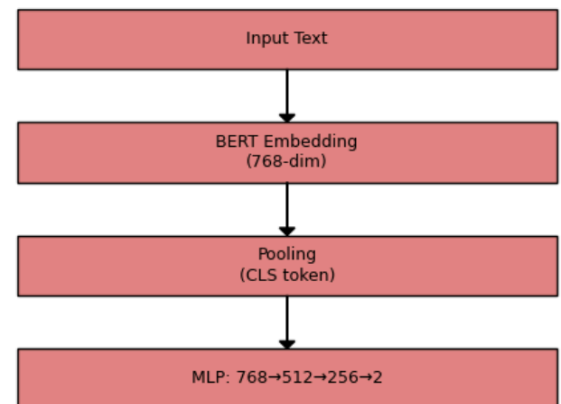 Input Text
BERT Embedding
(768-dim)
Pooling
(CLS token)
MLP: 768→512→256→2